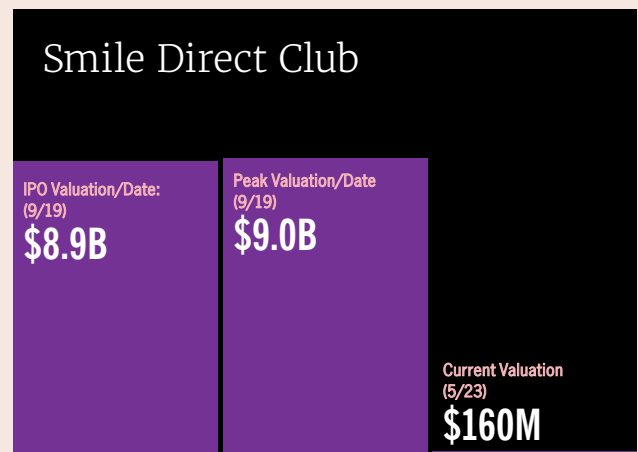 Smile Direct Club
IPO Valuation/Date:
(9/19)
$8.9B
Peak Valuation/Date
(9/19)
$9.0B
Current Valuation
(5/23)
$160M